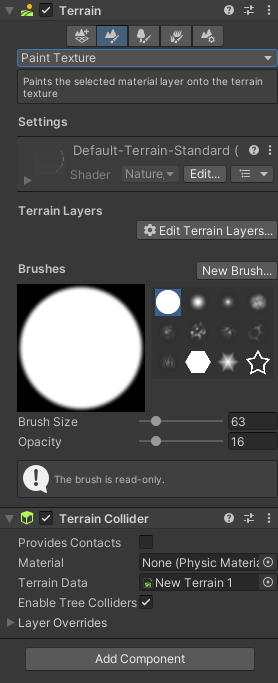 Terrain
Paint Texture
Paints the selected material layer onto the terrain
texture
Settings
Default-Terrain-Standard (
Shader Nature, Edit...
Terrain Layers
Edit Terrain Layers...
Brushes New Brush...
Brush Size 63
Opacity 16
The brush is read-only.
Terrain Collider
Provides Contacts
Material None (Physic Materia
Terrain Data New Terrain 1
Enable Tree Colliders
Layer Overrides
Add Component